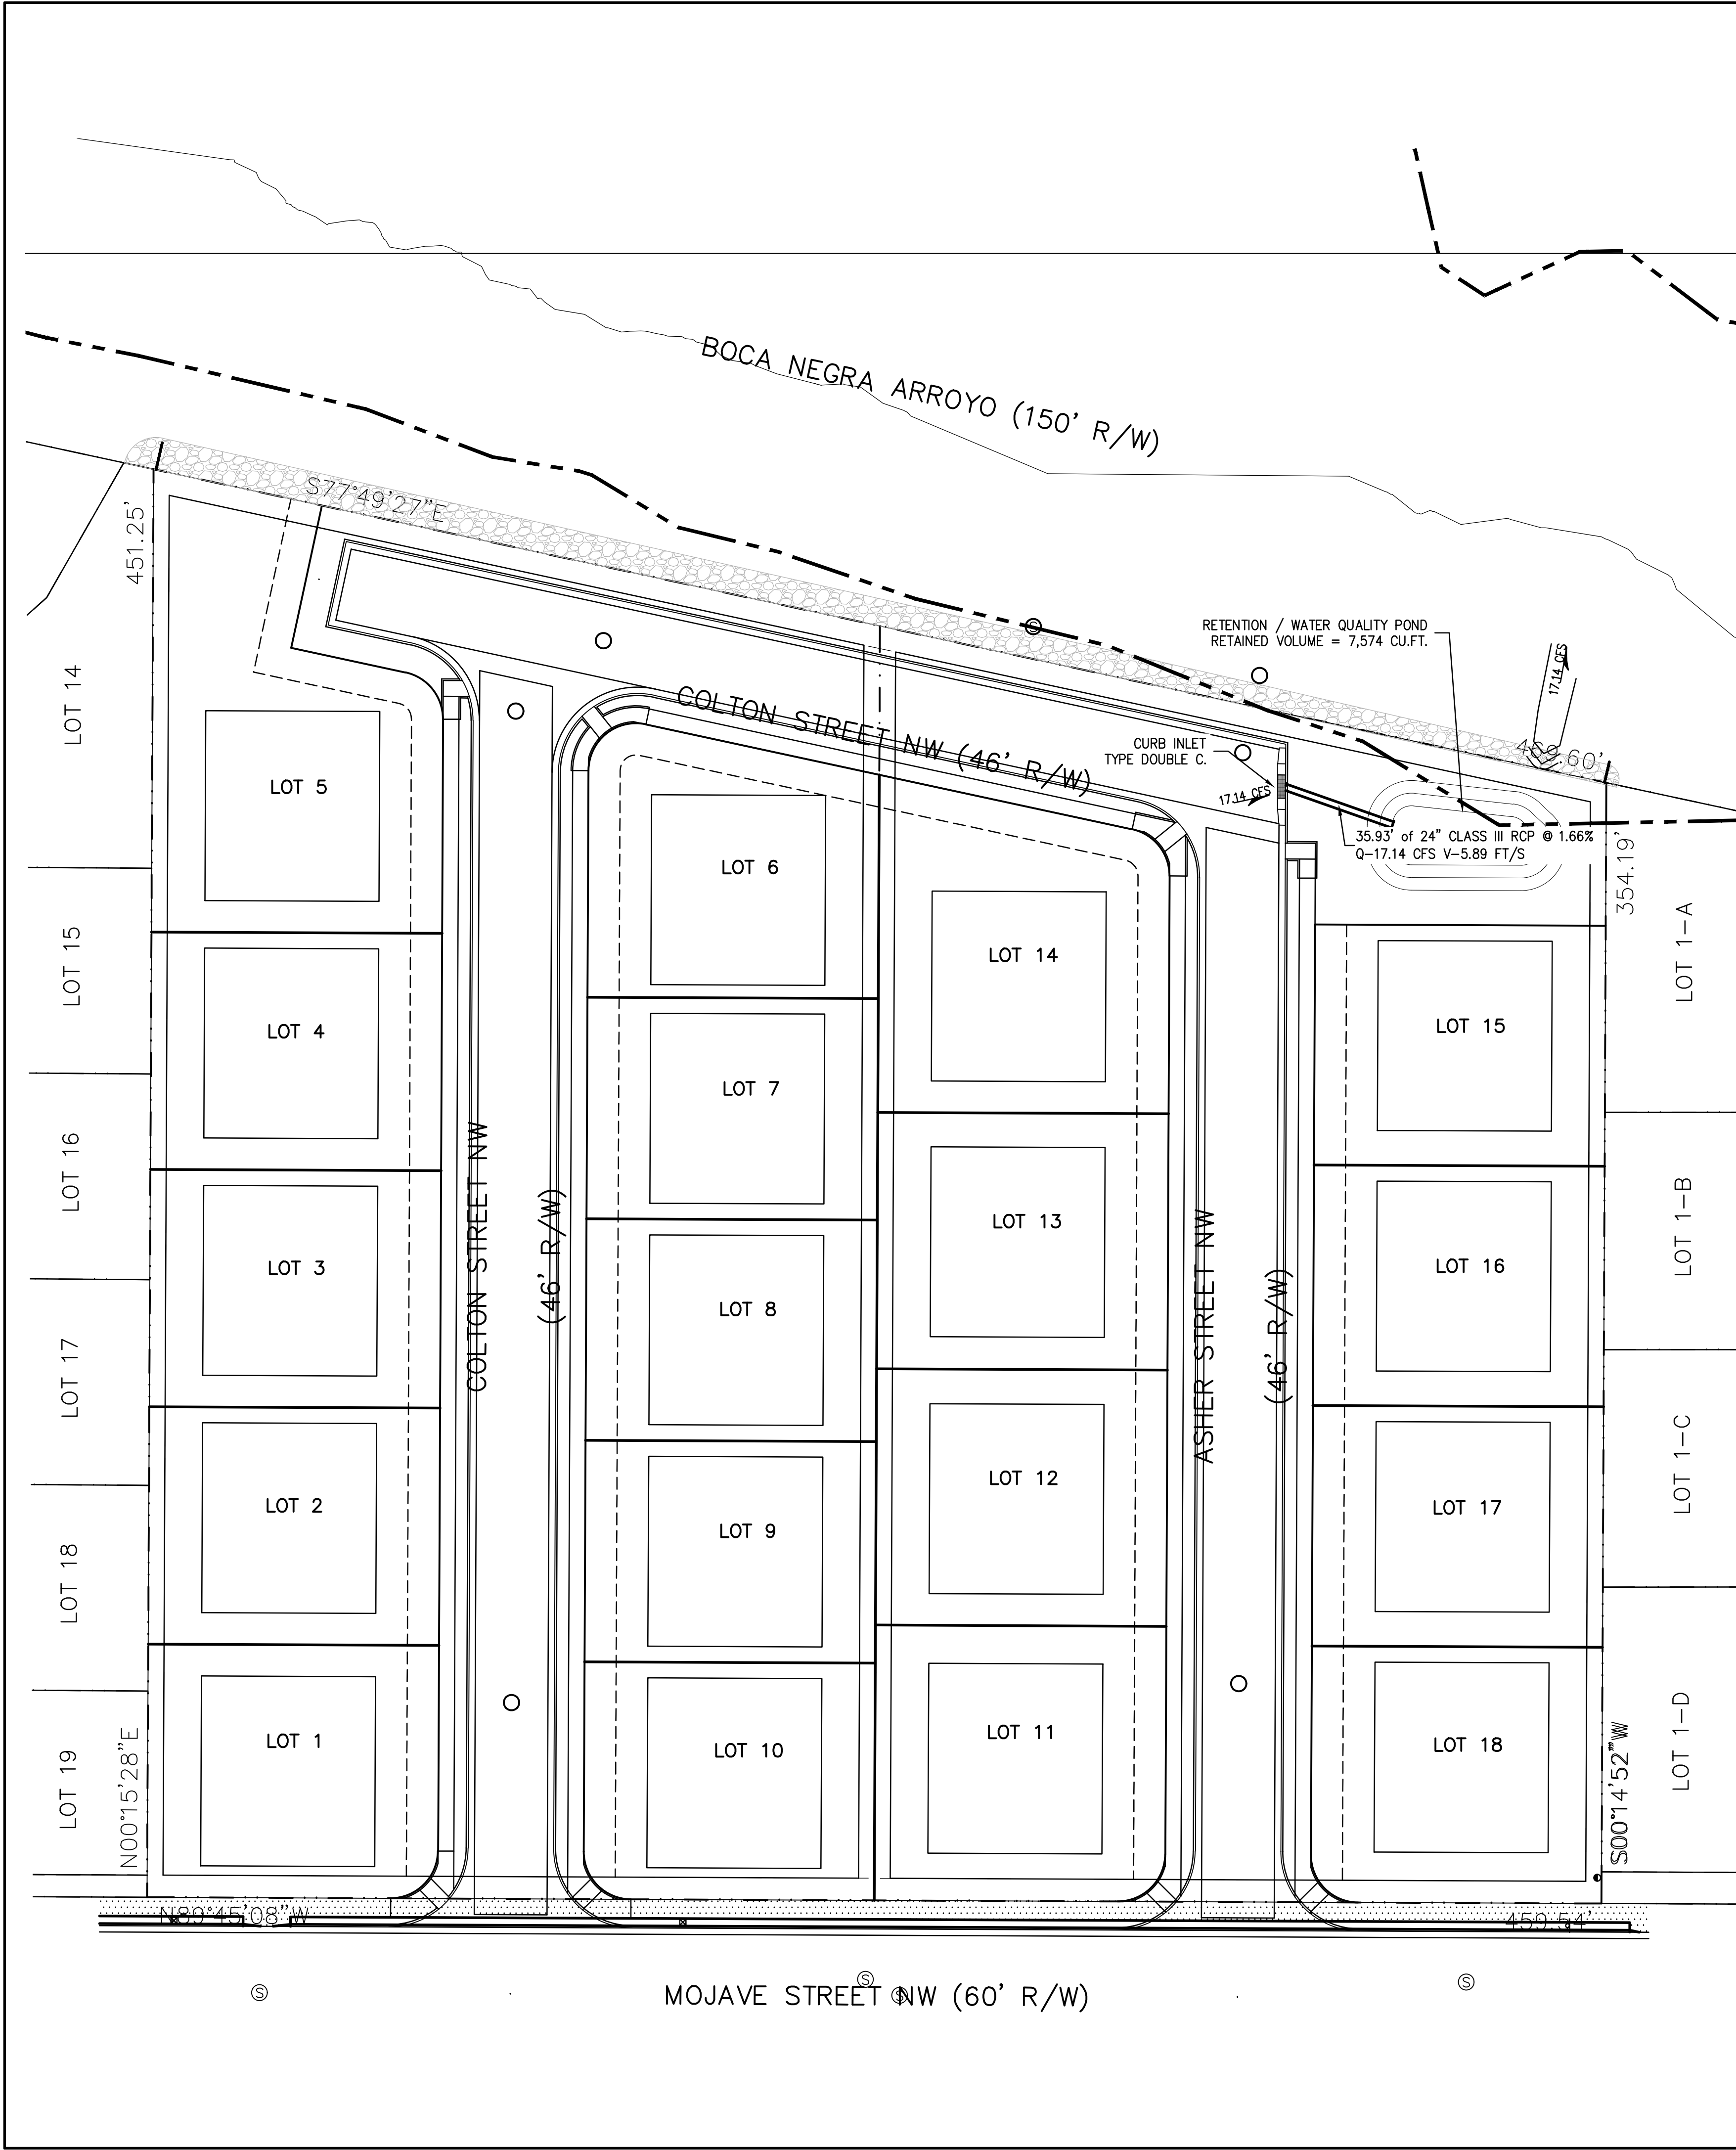 BOCA NEGRA ARROYO (150' R/W)
S77°49'27"E
451.25'
RETENTION / WATER QUALITY POND
RETAINED VOLUME = 7,574 CU.FT.
17.14 CFS
469.60'
COLTON STREET NW (46' R/W)
CURB INLET
TYPE DOUBLE C.
17.14 CFS
35.93' of 24" CLASS III RCP @ 1.66%
Q-17.14 CFS V-5.89 FT/S
354.19'
LOT 14
LOT 15
LOT 16
LOT 17
LOT 18
LOT 19
LOT 5
LOT 4
LOT 3
LOT 2
LOT 1
COLTON STREET NW
(46' R/W)
LOT 6
LOT 7
LOT 8
LOT 9
LOT 10
LOT 14
LOT 13
LOT 12
LOT 11
ASHER STREET NW
(46' R/W)
LOT 15
LOT 16
LOT 17
LOT 18
LOT 1-A
LOT 1-B
LOT 1-C
LOT 1-D
N00°15'28"E
S00°14'52"W
N89°45'08"W
459.54'
S
S
S
S
MOJAVE STREET NW (60' R/W)